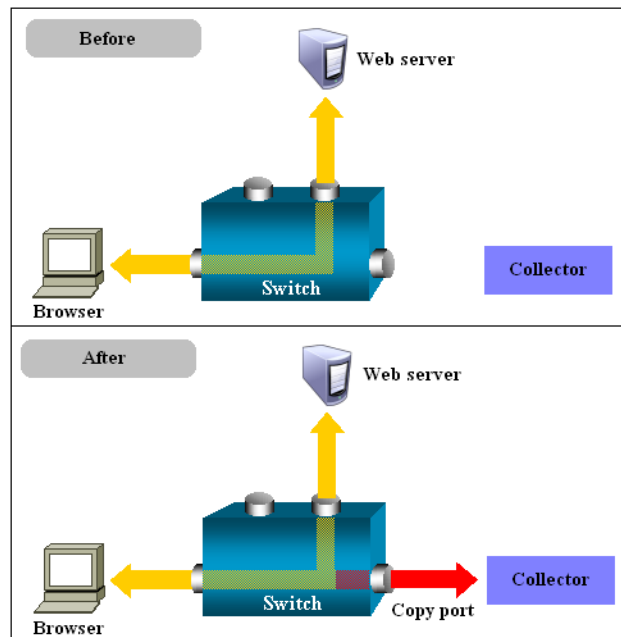 Before
Web server
Switch
Collector
Browser
After
Web server
Collector
Switch
Copy port
Browser